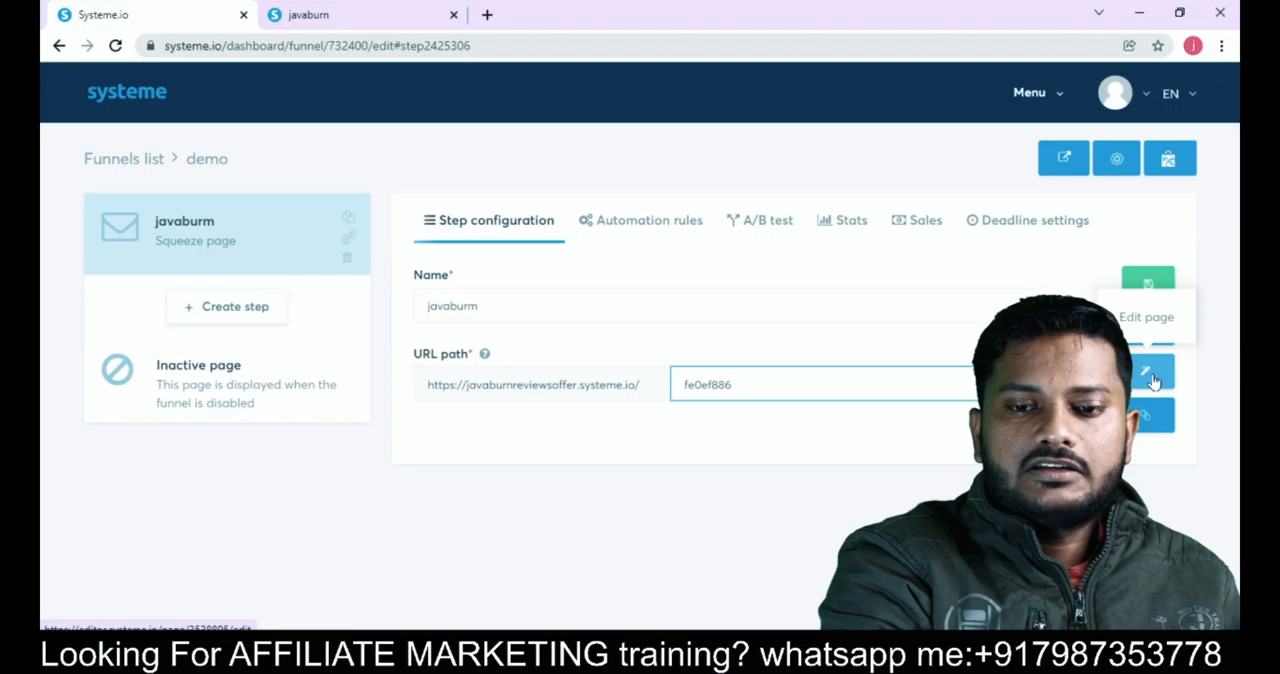 Systeme.io
javaburn
systeme.io/dashboard/funnel/732400/edit#step2425306
j
systeme
Menu
EN
Funnels list > demo
javaburm
Squeeze page
+ Create step
Inactive page
This page is displayed when the
funnel is disabled
Step configuration
Automation rules
A/B test
Stats
Sales
Deadline settings
Name*
javaburm
Edit page
URL path*
https://javaburnreviewsoffer.systeme.io/
fe0ef886
Looking For AFFILIATE MARKETING training? whatsapp me:+917987353778